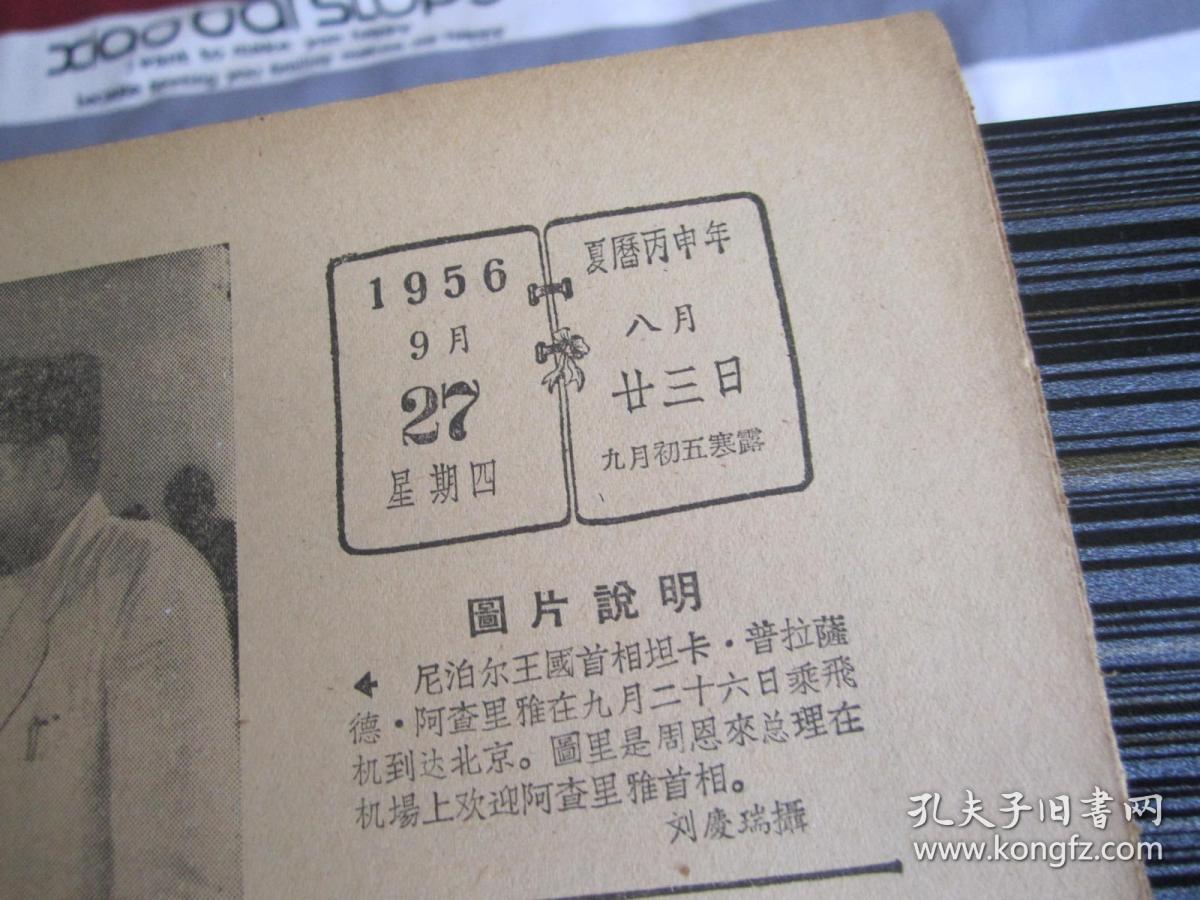 1956
9月
27
星期四
夏曆丙申年
八月
廿三日
九月初五寒露
圖片說明
尼泊尔王國首相坦卡·普拉薩
德·阿查里雅在九月二十六日乘飛
机到达北京。圖里是周恩來总理在
机場上欢迎阿查里雅首相。
刘慶瑞攝
孔夫子旧书网
www.kongfz.com